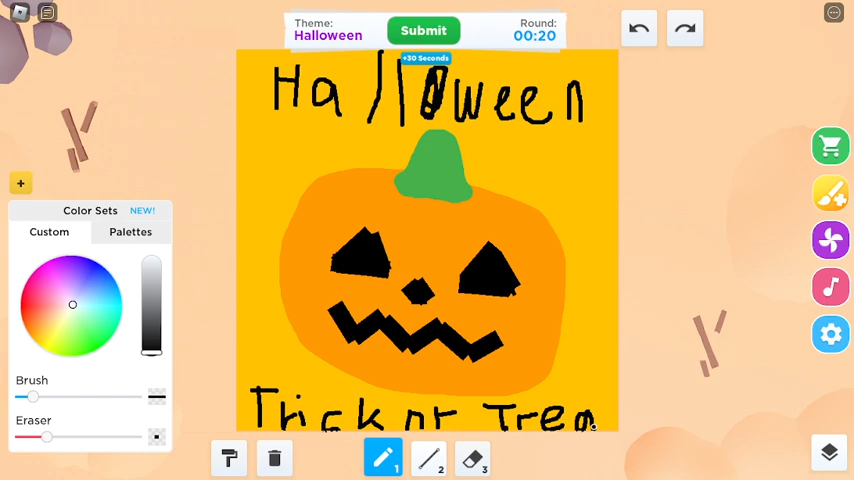 Theme:
Halloween
Submit
Round:
00:20
+30 Seconds
Halloween
Color Sets NEW!
Custom Palettes
Brush
Eraser
Trick or Trea
1 2 3